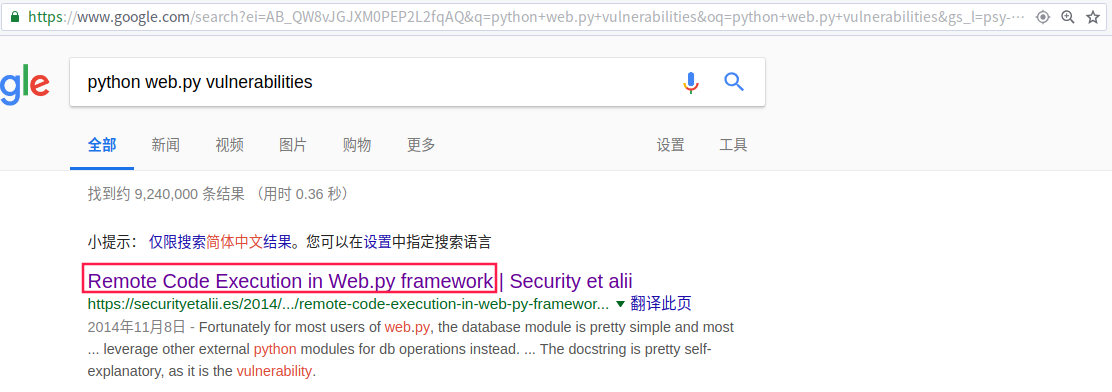 https://www.google.com/search?ei=AB_QW8vJGJXM0PEP2L2fqAQ&q=python+web.py+vulnerabilities&oq=python+web.py+vulnerabilities&gs_l=psy-···
gle
python web.py vulnerabilities
全部 新闻 视频 图片 购物 更多 设置 工具
找到约 9,240,000 条结果 （用时 0.36 秒）
小提示： 仅限搜索简体中文结果。您可以在设置中指定搜索语言
Remote Code Execution in Web.py framework | Security et alii
https://securityetalii.es/2014/.../remote-code-execution-in-web-py-framewor... 翻译此页
2014年11月8日 - Fortunately for most users of web.py, the database module is pretty simple and most
... leverage other external python modules for db operations instead. ... The docstring is pretty self-
explanatory, as it is the vulnerability.